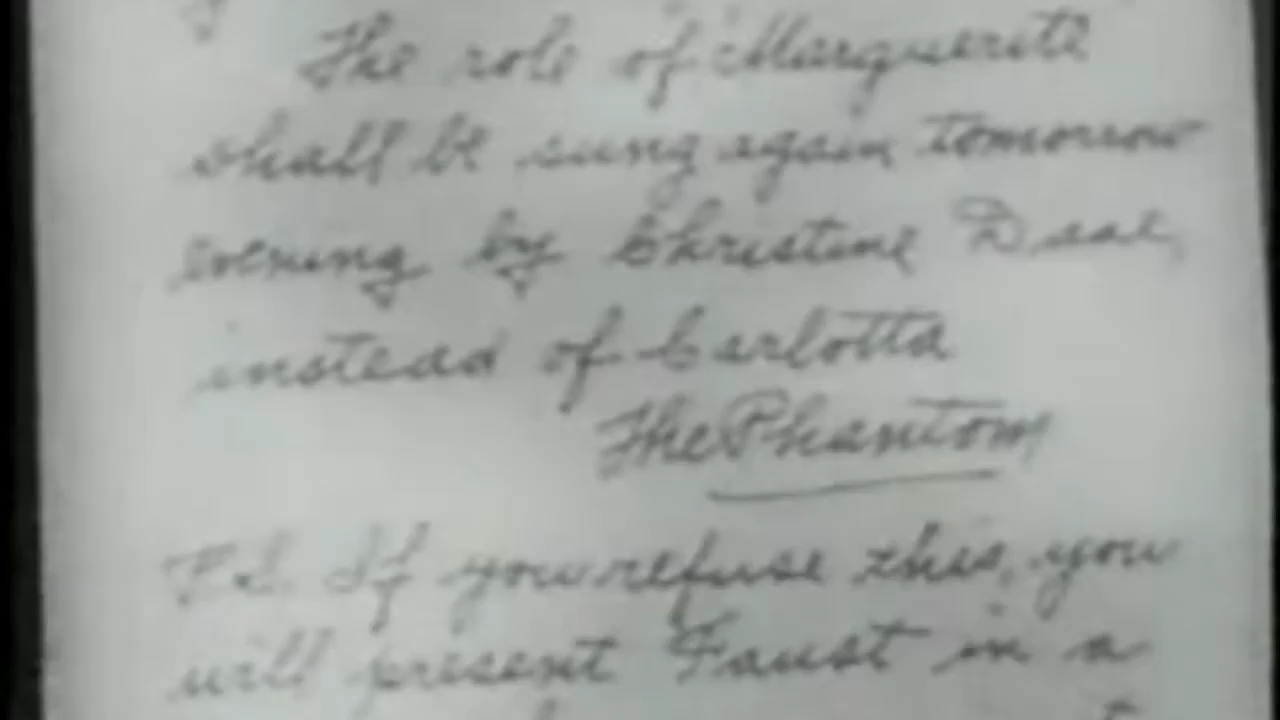 The role of Marguerite
shall be sung again tomorrow
evening by Christine Daae,
instead of Carlotta
The Phantom
P.S. If you refuse this, you
will present Faust in a